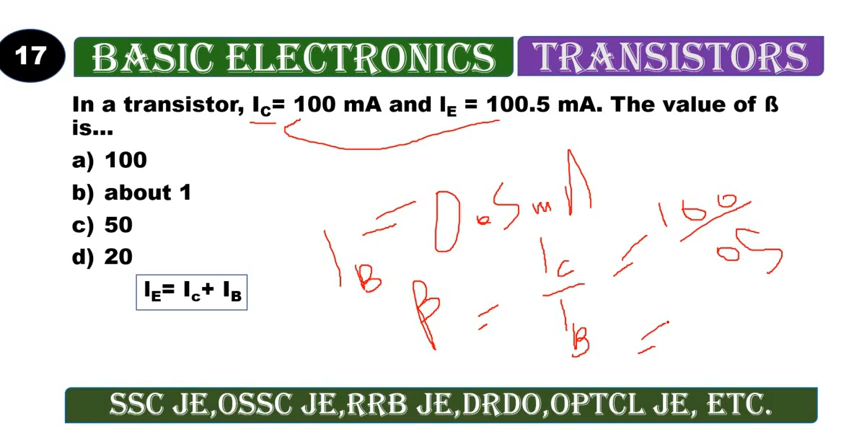 17
BASIC ELECTRONICS TRANSISTORS
In a transistor, Ic= 100 mA and IE = 100.5 mA. The value of ß
is...
a) 100
b) about 1
c) 50
d) 20
IE= Ic+ IB
IB = 0.5 mA
β = Ic/IB = 100/05
=
SSC JE,OSSC JE,RRB JE,DRDO,OPTCL JE, ETC.